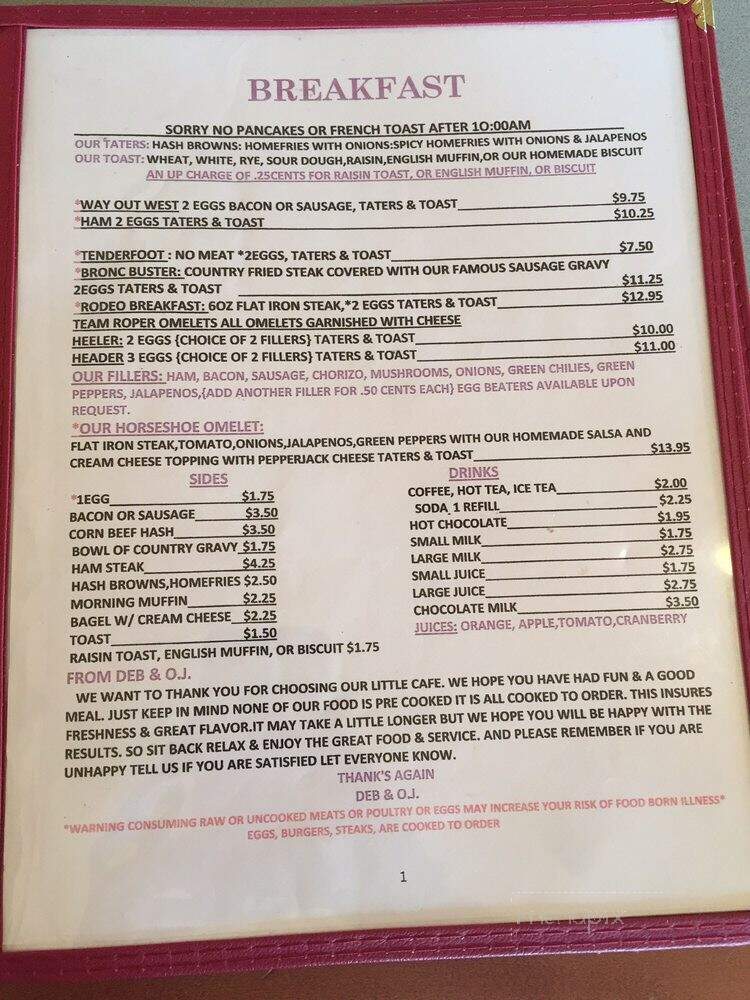 BREAKFAST
SORRY NO PANCAKES OR FRENCH TOAST AFTER 10:00AM
OUR TATERS: HASH BROWNS: HOMEFRIES WITH ONIONS:SPICY HOMEFRIES WITH ONIONS & JALAPENOS
OUR TOAST: WHEAT, WHITE, RYE, SOUR DOUGH,RAISIN,ENGLISH MUFFIN,OR OUR HOMEMADE BISCUIT
AN UP CHARGE OF .25CENTS FOR RAISIN TOAST, OR ENGLISH MUFFIN, OR BISCUIT
*WAY OUT WEST 2 EGGS BACON OR SAUSAGE, TATERS & TOAST $9.75
*HAM 2 EGGS TATERS & TOAST $10.25
*TENDERFOOT : NO MEAT *2EGGS, TATERS & TOAST $7.50
*BRONC BUSTER: COUNTRY FRIED STEAK COVERED WITH OUR FAMOUS SAUSAGE GRAVY
2EGGS TATERS & TOAST $11.25
*RODEO BREAKFAST: 6OZ FLAT IRON STEAK,*2 EGGS TATERS & TOAST $12.95
TEAM ROPER OMELETS ALL OMELETS GARNISHED WITH CHEESE
HEELER: 2 EGGS {CHOICE OF 2 FILLERS} TATERS & TOAST $10.00
HEADER 3 EGGS {CHOICE OF 2 FILLERS} TATERS & TOAST $11.00
OUR FILLERS: HAM, BACON, SAUSAGE, CHORIZO, MUSHROOMS, ONIONS, GREEN CHILIES, GREEN
PEPPERS, JALAPENOS,{ADD ANOTHER FILLER FOR .50 CENTS EACH} EGG BEATERS AVAILABLE UPON
REQUEST.
*OUR HORSESHOE OMELET:
FLAT IRON STEAK,TOMATO,ONIONS,JALAPENOS,GREEN PEPPERS WITH OUR HOMEMADE SALSA AND
CREAM CHEESE TOPPING WITH PEPPERJACK CHEESE TATERS & TOAST $13.95
SIDES
*1EGG $1.75
BACON OR SAUSAGE $3.50
CORN BEEF HASH $3.50
BOWL OF COUNTRY GRAVY $1.75
HAM STEAK $4.25
HASH BROWNS,HOMEFRIES $2.50
MORNING MUFFIN $2.25
BAGEL W/ CREAM CHEESE $2.25
TOAST $1.50
RAISIN TOAST, ENGLISH MUFFIN, OR BISCUIT $1.75
DRINKS
COFFEE, HOT TEA, ICE TEA $2.00
SODA 1 REFILL $2.25
HOT CHOCOLATE $1.95
SMALL MILK $1.75
LARGE MILK $2.75
SMALL JUICE $1.75
LARGE JUICE $2.75
CHOCOLATE MILK $3.50
JUICES: ORANGE, APPLE,TOMATO,CRANBERRY
FROM DEB & O.J.
WE WANT TO THANK YOU FOR CHOOSING OUR LITTLE CAFE. WE HOPE YOU HAVE HAD FUN & A GOOD
MEAL. JUST KEEP IN MIND NONE OF OUR FOOD IS PRE COOKED IT IS ALL COOKED TO ORDER. THIS INSURES
FRESHNESS & GREAT FLAVOR.IT MAY TAKE A LITTLE LONGER BUT WE HOPE YOU WILL BE HAPPY WITH THE
RESULTS. SO SIT BACK RELAX & ENJOY THE GREAT FOOD & SERVICE. AND PLEASE REMEMBER IF YOU ARE
UNHAPPY TELL US IF YOU ARE SATISFIED LET EVERYONE KNOW.
THANK'S AGAIN
DEB & O.J.
*WARNING CONSUMING RAW OR UNCOOKED MEATS OR POULTRY OR EGGS MAY INCREASE YOUR RISK OF FOOD BORN ILLNESS*
EGGS, BURGERS, STEAKS, ARE COOKED TO ORDER
1